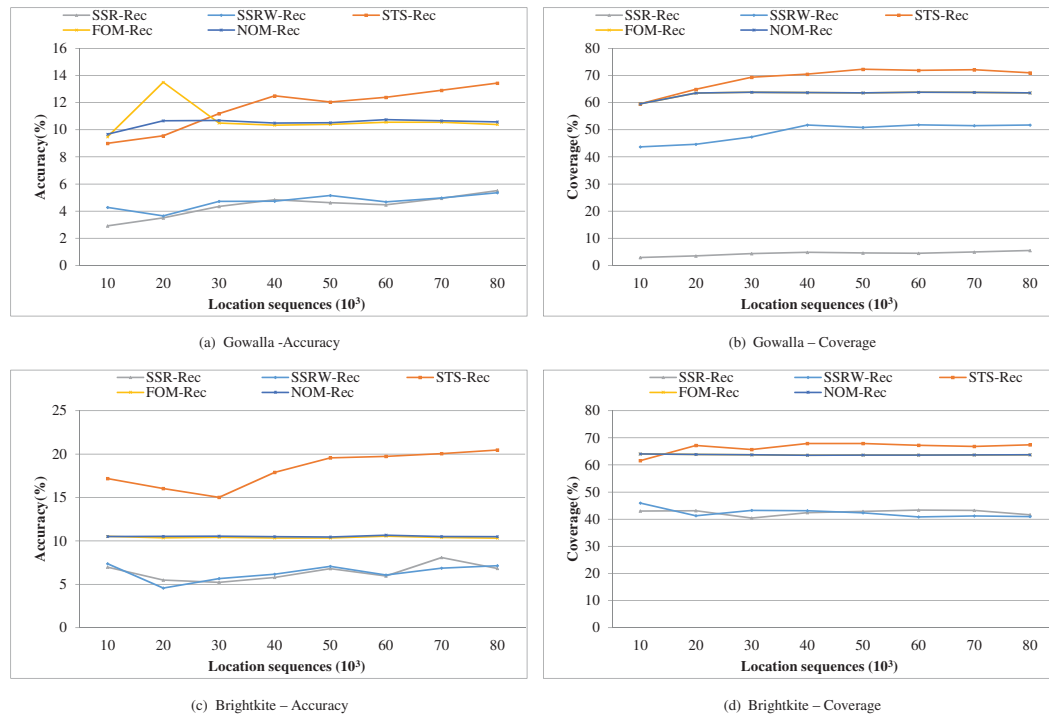 SSR-Rec SSRW-Rec STS-Rec
FOM-Rec NOM-Rec
16
14
12
10
8
6
4
2
0
Accuracy(%)
10 20 30 40 50 60 70 80
Location sequences (10³)
(a) Gowalla -Accuracy
SSR-Rec SSRW-Rec STS-Rec
FOM-Rec NOM-Rec
80
70
60
50
40
30
20
10
0
Coverage(%)
10 20 30 40 50 60 70 80
Location sequences (10³)
(b) Gowalla – Coverage
SSR-Rec SSRW-Rec STS-Rec
FOM-Rec NOM-Rec
25
20
15
10
5
0
Accuracy(%)
10 20 30 40 50 60 70 80
Location sequences (10³)
(c) Brightkite – Accuracy
SSR-Rec SSRW-Rec STS-Rec
FOM-Rec NOM-Rec
80
70
60
50
40
30
20
10
0
Coverage(%)
10 20 30 40 50 60 70 80
Location sequences (10³)
(d) Brightkite – Coverage